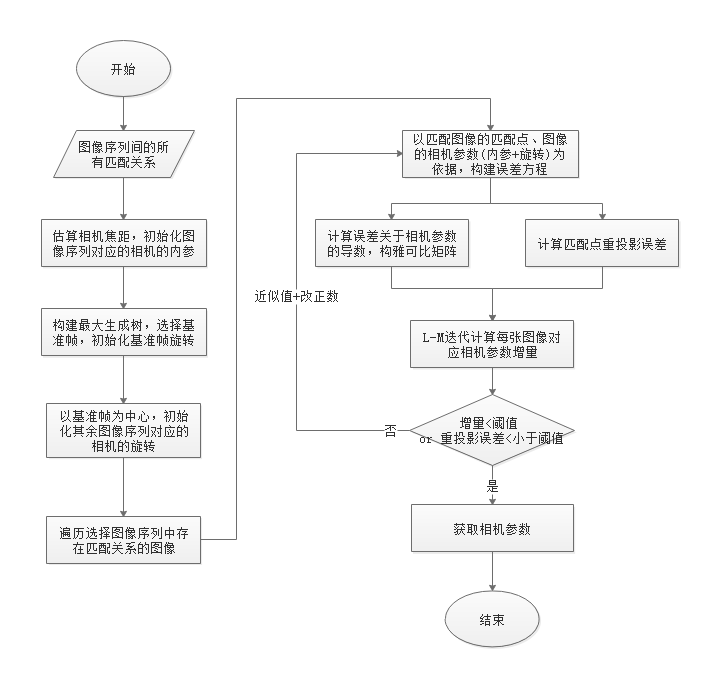 开始
图像序列间的所
有匹配关系
估算相机焦距，初始化图
像序列对应的相机的内参
构建最大生成树，选择基
准帧，初始化基准帧旋转
以基准帧为中心，初始
化其余图像序列对应的
相机的旋转
遍历选择图像序列中存
在匹配关系的图像
以匹配图像的匹配点、图像
的相机参数(内参+旋转)为
依据，构建误差方程
计算误差关于相机参数
的导数，构雅可比矩阵
计算匹配点重投影误差
近似值+改正数
L-M迭代计算每张图像对
应相机参数增量
增量<阈值
or 重投影误差<小于阈值
否
是
获取相机参数
结束